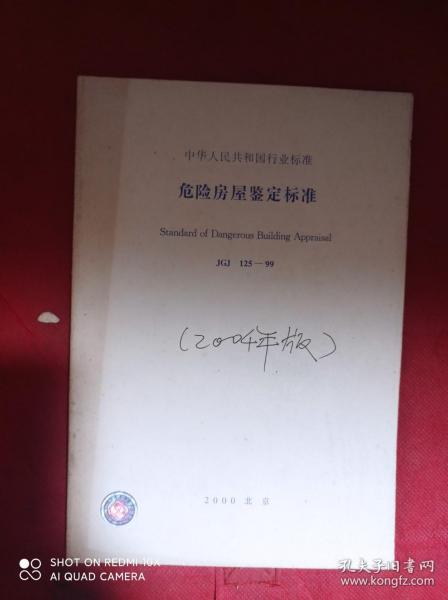 中华人民共和国行业标准
危险房屋鉴定标准
Standard of Dangerous Building Appraisal
JGJ 125—99
(2004年版)
2000 北京
SHOT ON REDMI 10X
AI QUAD CAMERA
孔夫子旧书网
www.kongfz.com